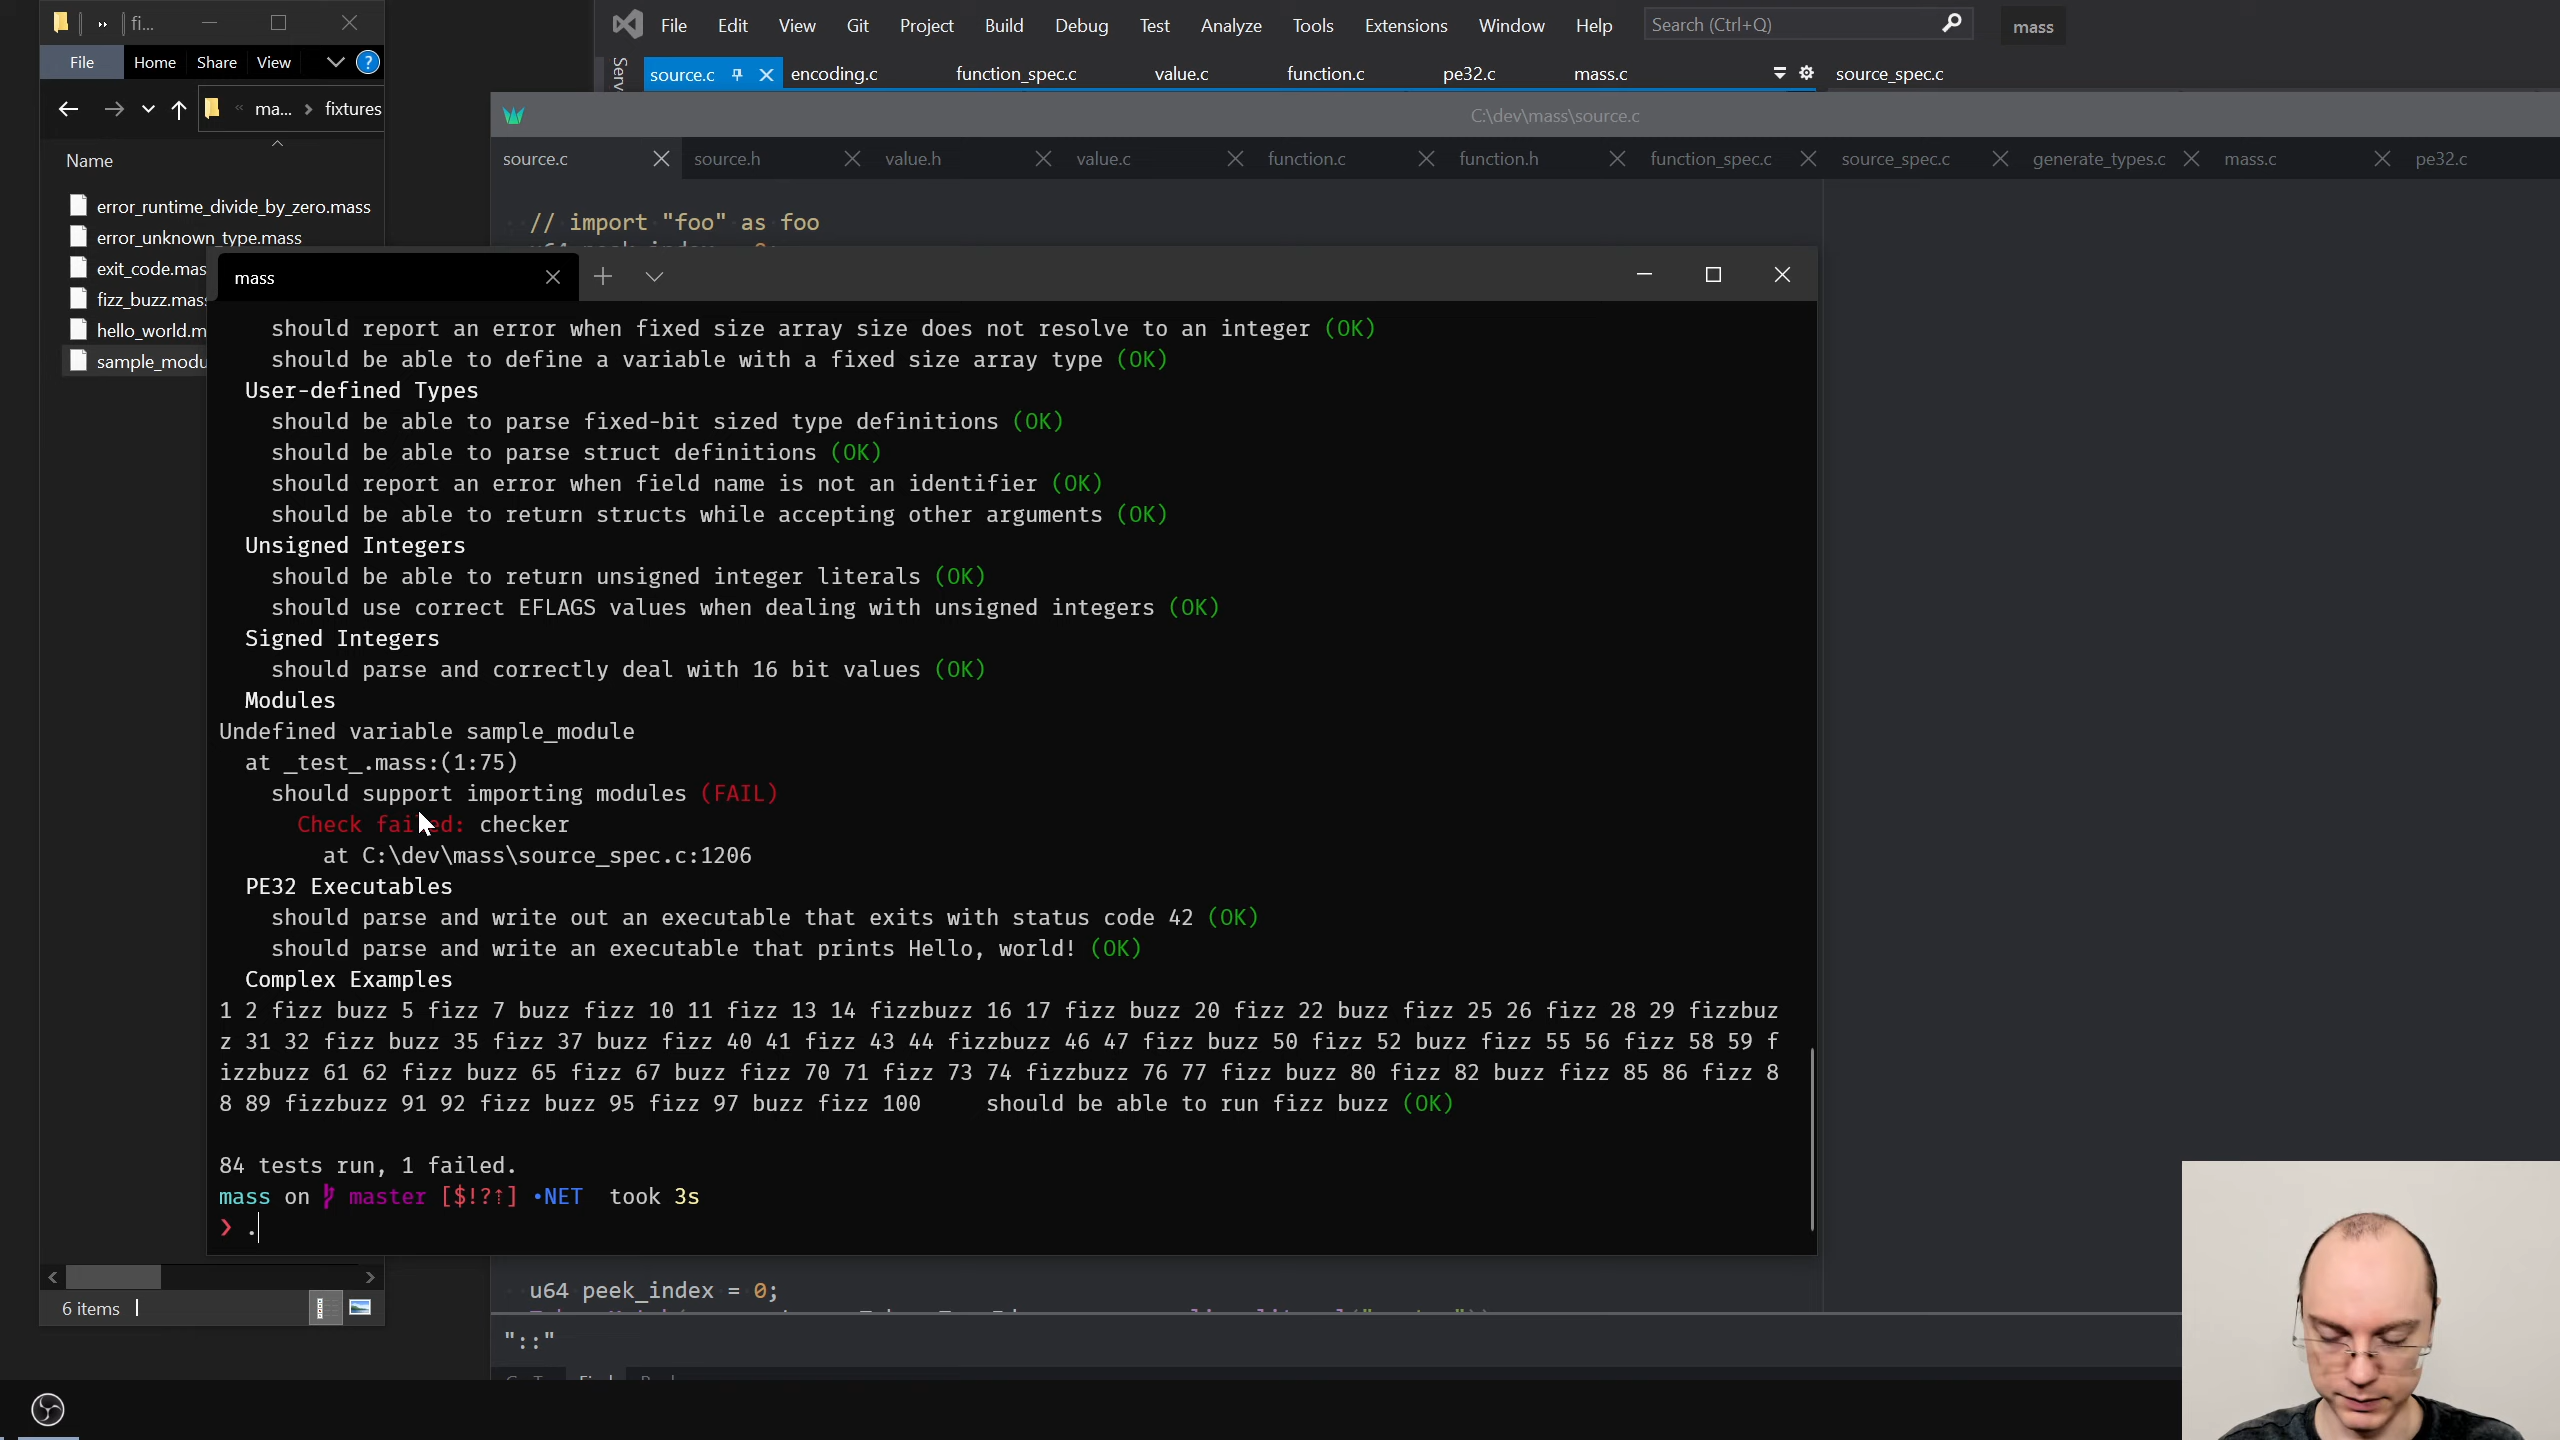 fi...
File Home Share View
ma... fixtures
Name
error_runtime_divide_by_zero.mass
error_unknown_type.mass
exit_code.mas
fizz_buzz.mas
hello_world.m
sample_modu
6 items
File Edit View Git Project Build Debug Test Analyze Tools Extensions Window Help Search (Ctrl+Q) mass
Serv
source.c encoding.c function_spec.c value.c function.c pe32.c mass.c source_spec.c
C:\dev\mass\source.c
source.c source.h value.h value.c function.c function.h function_spec.c source_spec.c generate_types.c mass.c pe32.c
// import "foo" as foo
mass
should report an error when fixed size array size does not resolve to an integer (OK)
should be able to define a variable with a fixed size array type (OK)
User-defined Types
should be able to parse fixed-bit sized type definitions (OK)
should be able to parse struct definitions (OK)
should report an error when field name is not an identifier (OK)
should be able to return structs while accepting other arguments (OK)
Unsigned Integers
should be able to return unsigned integer literals (OK)
should use correct EFLAGS values when dealing with unsigned integers (OK)
Signed Integers
should parse and correctly deal with 16 bit values (OK)
Modules
Undefined variable sample_module
at _test_.mass:(1:75)
should support importing modules (FAIL)
Check failed: checker
at C:\dev\mass\source_spec.c:1206
PE32 Executables
should parse and write out an executable that exits with status code 42 (OK)
should parse and write an executable that prints Hello, world! (OK)
Complex Examples
1 2 fizz buzz 5 fizz 7 buzz fizz 10 11 fizz 13 14 fizzbuzz 16 17 fizz buzz 20 fizz 22 buzz fizz 25 26 fizz 28 29 fizzbuz
z 31 32 fizz buzz 35 fizz 37 buzz fizz 40 41 fizz 43 44 fizzbuzz 46 47 fizz buzz 50 fizz 52 buzz fizz 55 56 fizz 58 59 f
izzbuzz 61 62 fizz buzz 65 fizz 67 buzz fizz 70 71 fizz 73 74 fizzbuzz 76 77 fizz buzz 80 fizz 82 buzz fizz 85 86 fizz 8
8 89 fizzbuzz 91 92 fizz buzz 95 fizz 97 buzz fizz 100 should be able to run fizz buzz (OK)
84 tests run, 1 failed.
mass on master [$!?⇡] •NET took 3s
❯ .
u64 peek_index = 0;
"::"